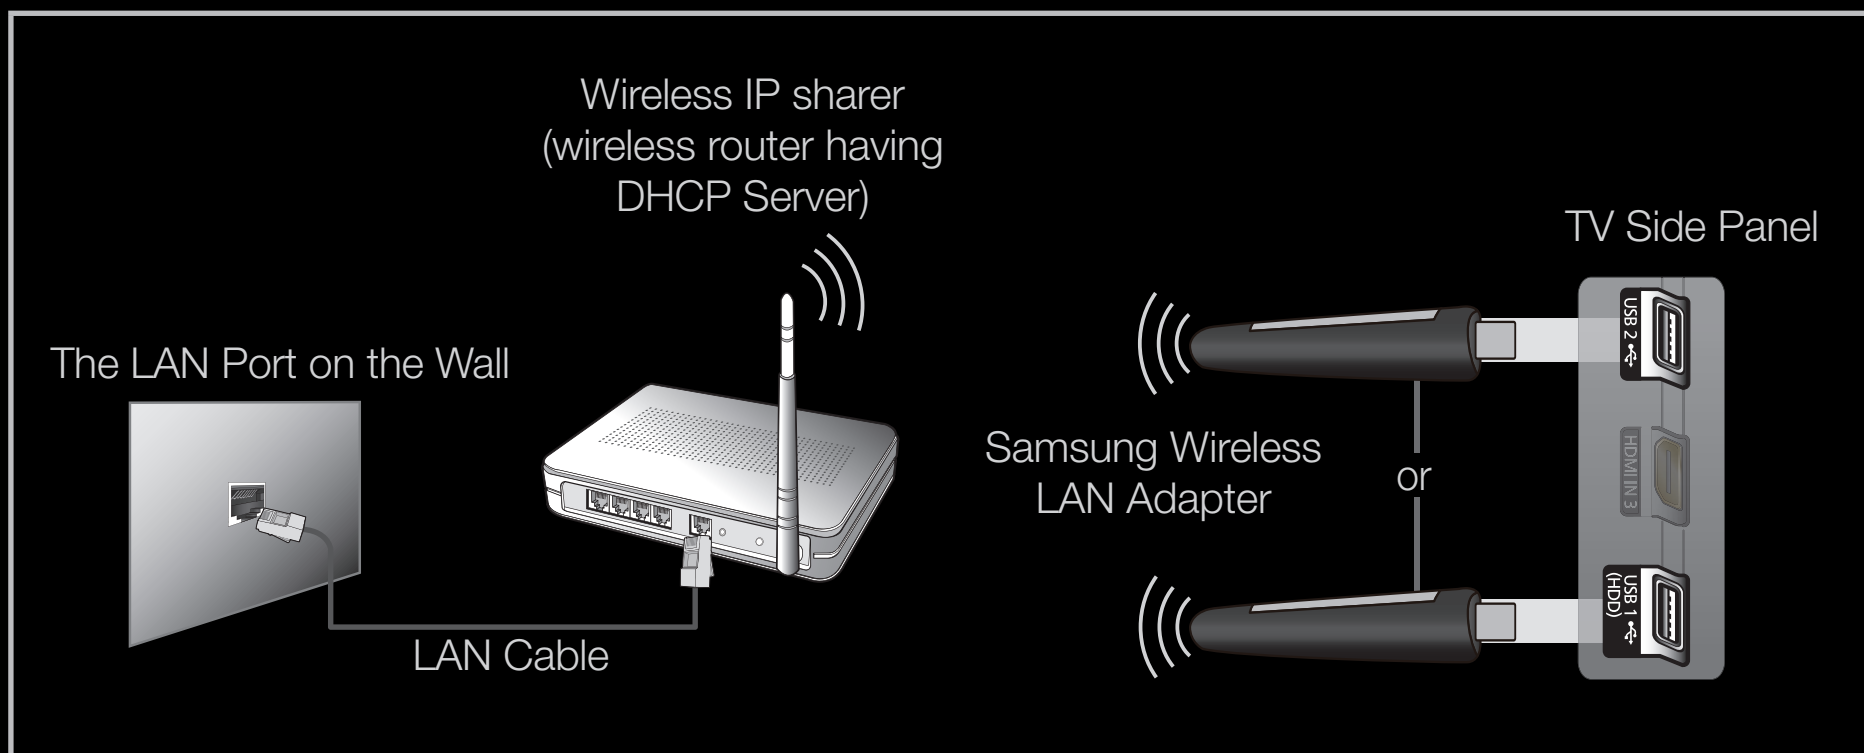 Wireless IP sharer
(wireless router having
DHCP Server)
TV Side Panel
The LAN Port on the Wall
LAN Cable
Samsung Wireless
LAN Adapter
or
USB 2
HDMI IN 3
USB 1
(HDD)